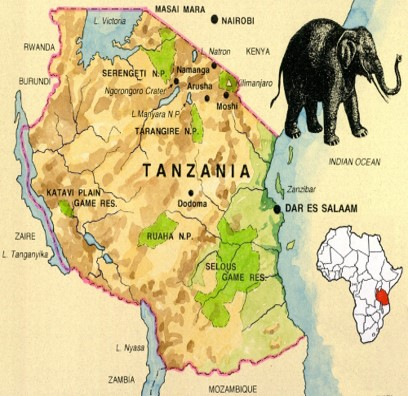 MASAI MARA
NAIROBI
L. Victoria
RWANDA
L. Natron
KENYA
SERENGETI N.P.
Namanga
BURUNDI
Ngorongoro Crater
Kilimanjaro
Arusha
L.Manyara N.P.
Moshi
TARANGIRE N.P.
INDIAN OCEAN
TANZANIA
KATAVI PLAIN
GAME RES.
Dodoma
Zanzibar
DAR ES SALAAM
ZAIRE
RUAHA N.P.
L. Tanganyika
SELOUS
GAME RES.
L. Nyasa
ZAMBIA
MOZAMBIQUE